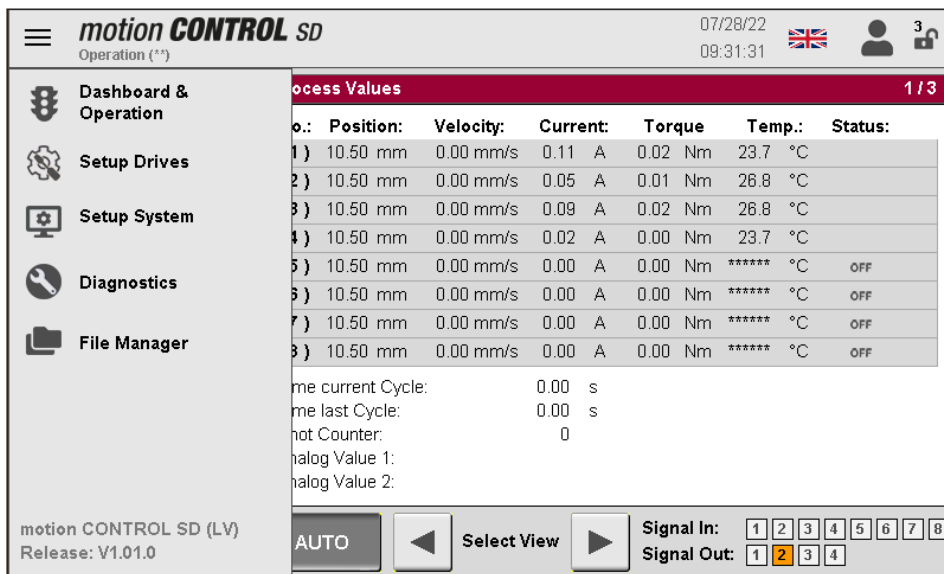 motion CONTROL SD
Operation (**)
07/28/22
09:31:31
3
Dashboard &
Operation
Setup Drives
Setup System
Diagnostics
File Manager
motion CONTROL SD (LV)
Release: V1.01.0
ocess Values 1/3
o.: Position: Velocity: Current: Torque Temp.: Status:
1) 10.50 mm 0.00 mm/s 0.11 A 0.02 Nm 23.7 °C
2) 10.50 mm 0.00 mm/s 0.05 A 0.01 Nm 26.8 °C
3) 10.50 mm 0.00 mm/s 0.09 A 0.02 Nm 26.8 °C
4) 10.50 mm 0.00 mm/s 0.02 A 0.00 Nm 23.7 °C
5) 10.50 mm 0.00 mm/s 0.00 A 0.00 Nm ****** °C OFF
6) 10.50 mm 0.00 mm/s 0.00 A 0.00 Nm ****** °C OFF
7) 10.50 mm 0.00 mm/s 0.00 A 0.00 Nm ****** °C OFF
8) 10.50 mm 0.00 mm/s 0.00 A 0.00 Nm ****** °C OFF
me current Cycle: 0.00 s
me last Cycle: 0.00 s
hot Counter: 0
nalog Value 1:
nalog Value 2:
AUTO
Select View
Signal In: 1 2 3 4 5 6 7 8
Signal Out: 1 2 3 4